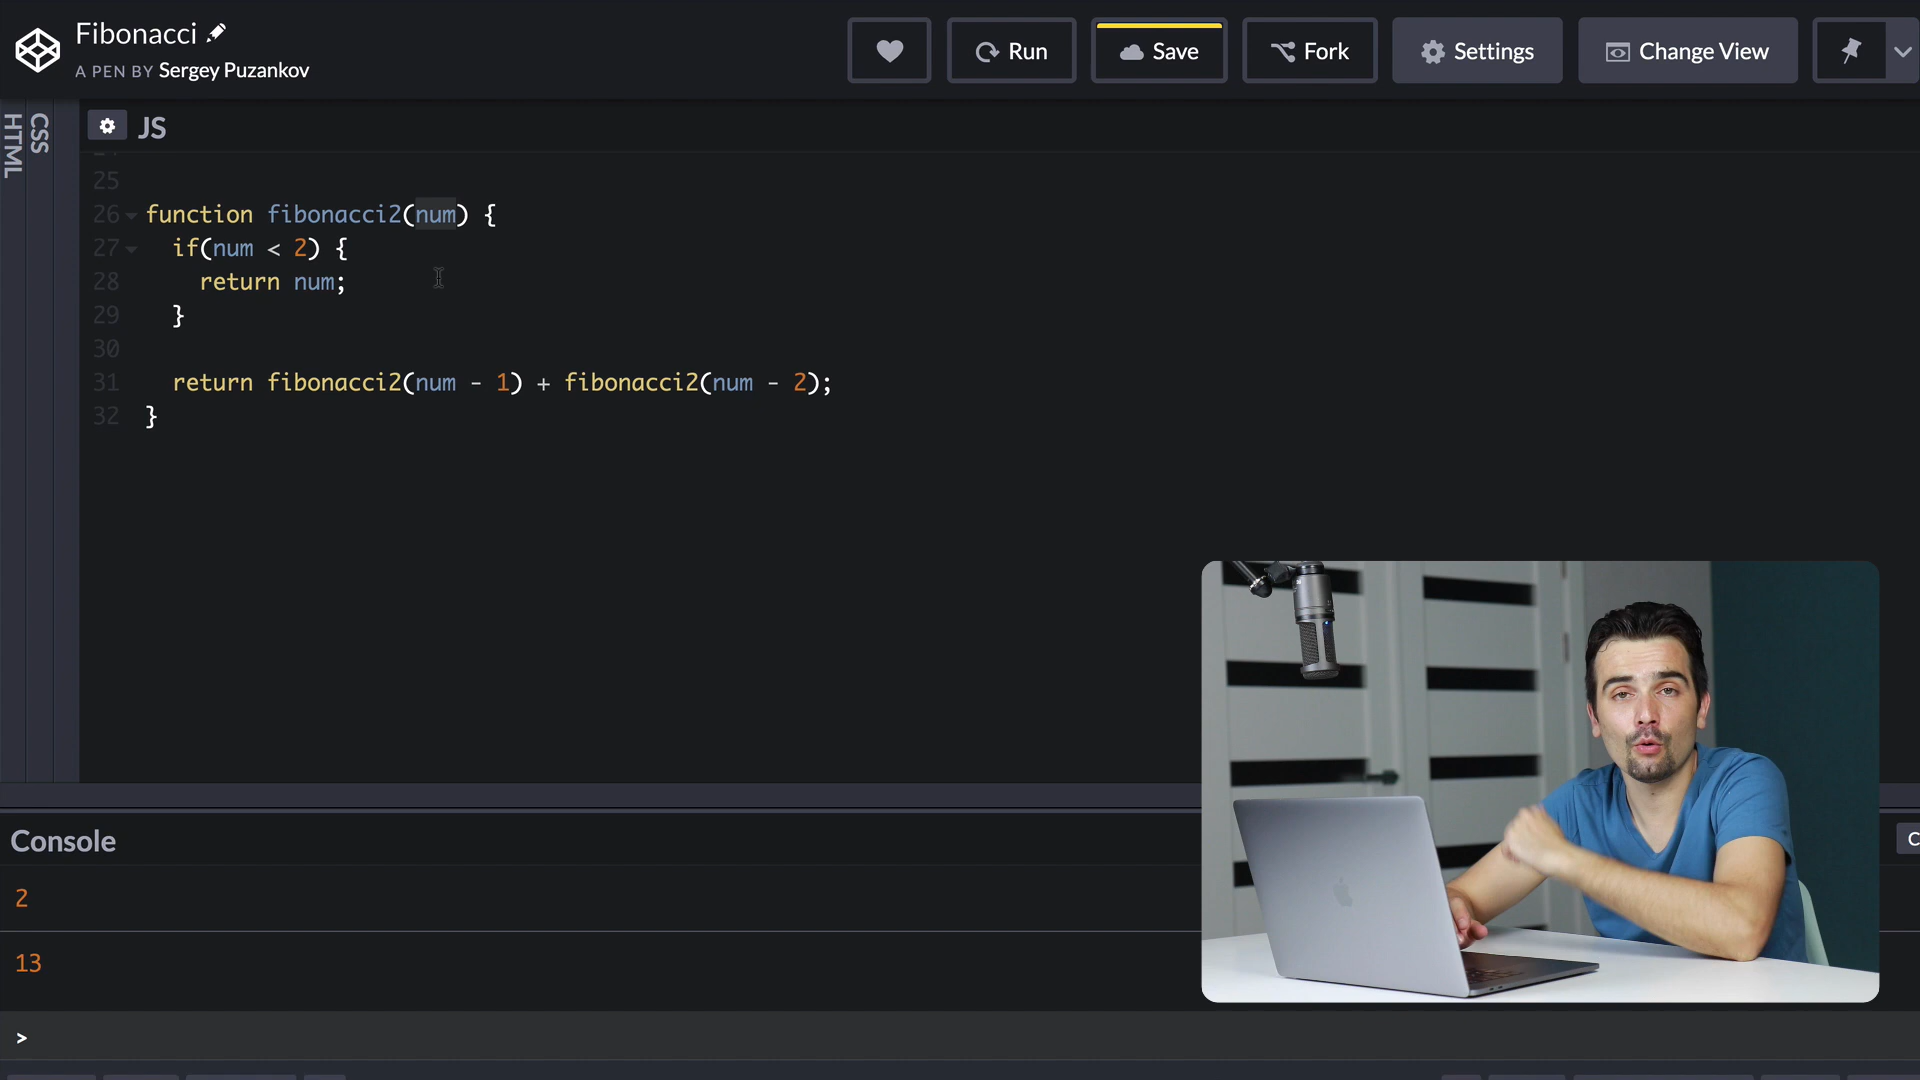 Fibonacci
A PEN BY Sergey Puzankov
Run
Save
Fork
Settings
Change View
HTML
CSS
JS
25
26 function fibonacci2(num) {
27 if(num < 2) {
28 return num;
29 }
30
31 return fibonacci2(num - 1) + fibonacci2(num - 2);
32 }
Console
2
13
>